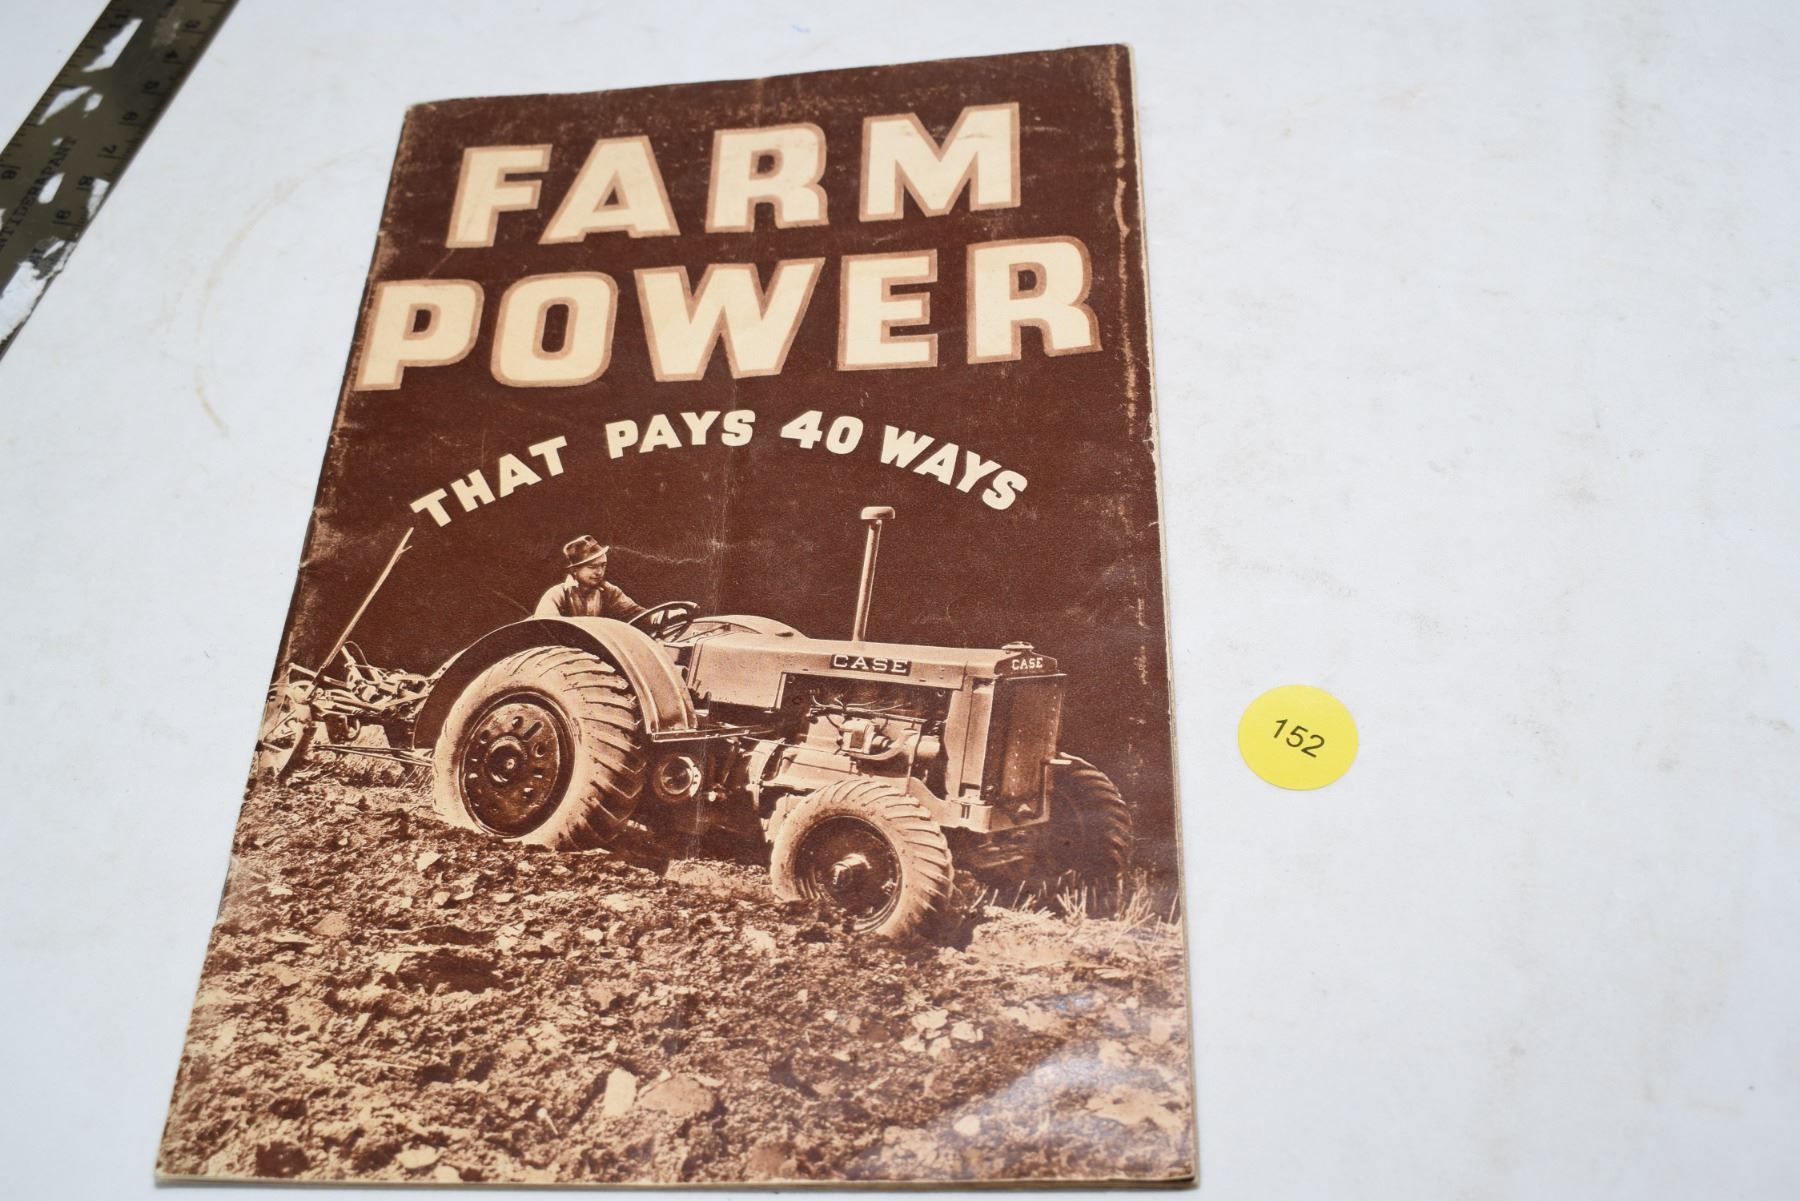 FARM
POWER
THAT PAYS 40 WAYS
CASE
CASE
152